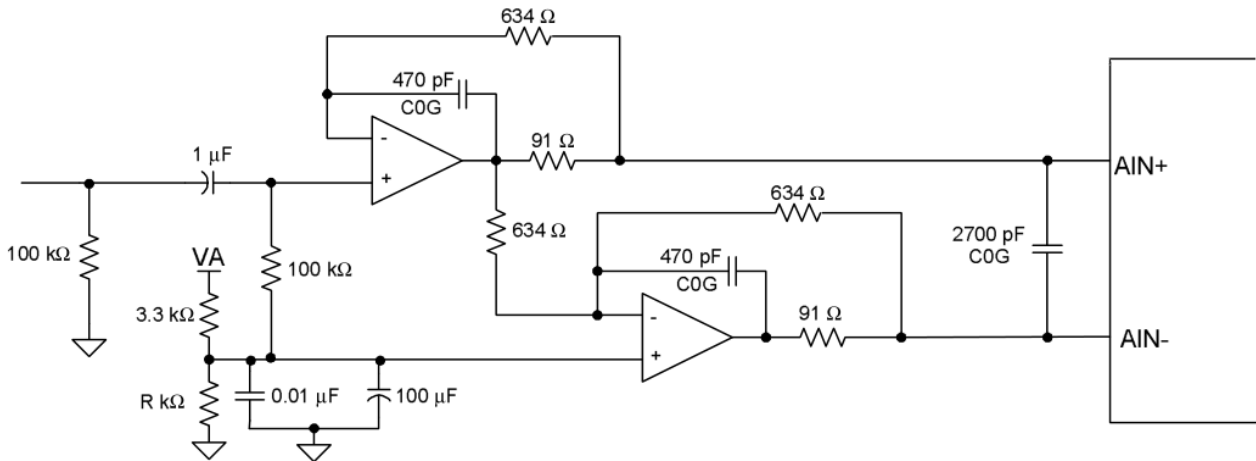 634 Ω
470 pF
C0G
-
+
91 Ω
1 µF
AIN+
634 Ω
634 Ω
100 kΩ
VA
100 kΩ
470 pF
C0G
2700 pF
C0G
3.3 kΩ
-
+
91 Ω
AIN-
R kΩ
0.01 µF
100 µF